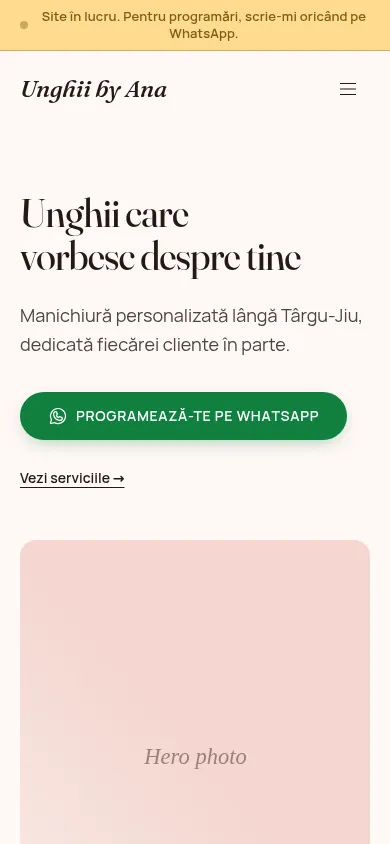 Site în lucru. Pentru programări, scrie-mi oricând pe
WhatsApp.
Unghii by Ana
Unghii care
vorbesc despre tine
Manichiură personalizată lângă Târgu-Jiu,
dedicată fiecărei cliente în parte.
PROGRAMEAZĂ-TE PE WHATSAPP
Vezi serviciile →
Hero photo